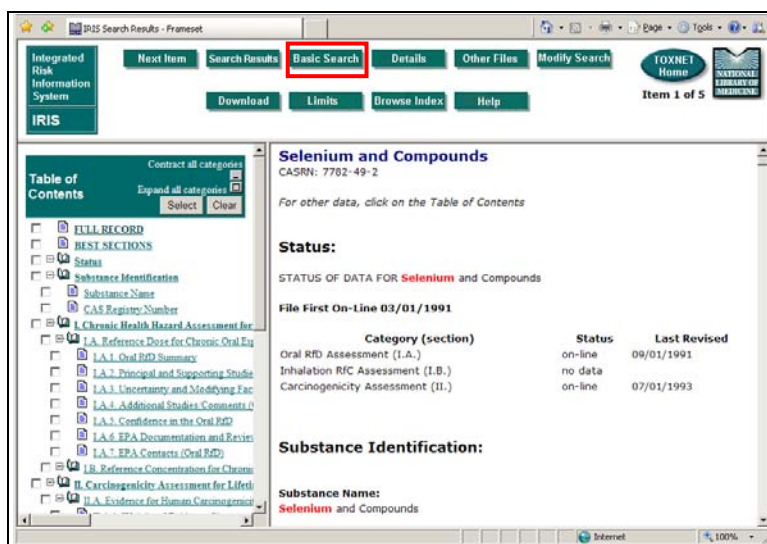 IRIS Search Results - Frameset
Page
Tools
Integrated
Risk
Information
System
IRIS
Next Item
Search Results
Basic Search
Details
Other Files
Modify Search
Download
Limits
Browse Index
Help
TOXNET
Home
NATIONAL
LIBRARY OF
MEDICINE
Item 1 of 5
Table of
Contents
Contract all categories
Expand all categories
Select
Clear
FULL RECORD
BEST SECTIONS
Status
Substance Identification
Substance Name
CAS Registry Number
I. Chronic Health Hazard Assessment for
I.A. Reference Dose for Chronic Oral Exp
I.A.1. Oral RfD Summary
I.A.2. Principal and Supporting Studie
I.A.3. Uncertainty and Modifying Fac
I.A.4. Additional Studies/Comments (
I.A.5. Confidence in the Oral RfD
I.A.6. EPA Documentation and Review
I.A.7. EPA Contacts (Oral RfD)
I.B. Reference Concentration for Chronic
II. Carcinogenicity Assessment for Lifeti
II.A. Evidence for Human Carcinogenicit
Selenium and Compounds
CASRN: 7782-49-2
For other data, click on the Table of Contents
Status:
STATUS OF DATA FOR Selenium and Compounds
File First On-Line 03/01/1991
Category (section) Status Last Revised
Oral RfD Assessment (I.A.) on-line 09/01/1991
Inhalation RfC Assessment (I.B.) no data
Carcinogenicity Assessment (II.) on-line 07/01/1993
Substance Identification:
Substance Name:
Selenium and Compounds
Internet
100%